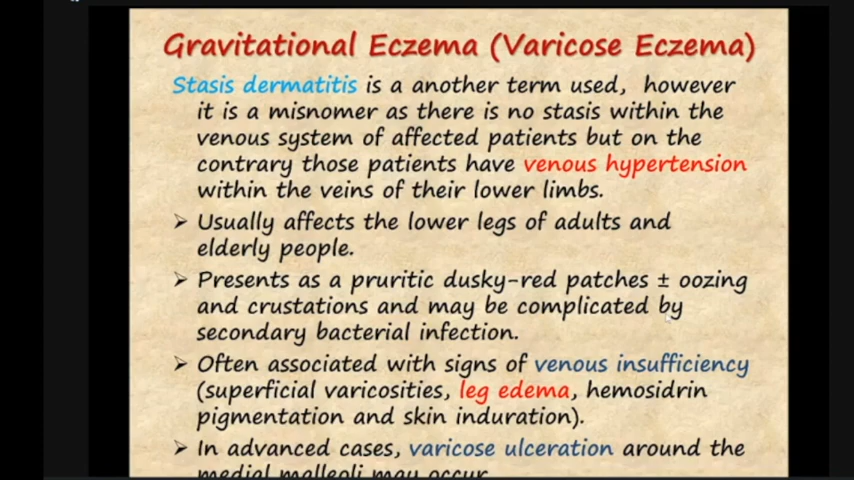 Gravitational Eczema (Varicose Eczema)
Stasis dermatitis is a another term used, however
it is a misnomer as there is no stasis within the
venous system of affected patients but on the
contrary those patients have venous hypertension
within the veins of their lower limbs.
➤ Usually affects the lower legs of adults and
elderly people.
➤ Presents as a pruritic dusky-red patches ± oozing
and crustations and may be complicated by
secondary bacterial infection.
➤ Often associated with signs of venous insufficiency
(superficial varicosities, leg edema, hemosidrin
pigmentation and skin induration).
➤ In advanced cases, varicose ulceration around the
medial malleoli may occur